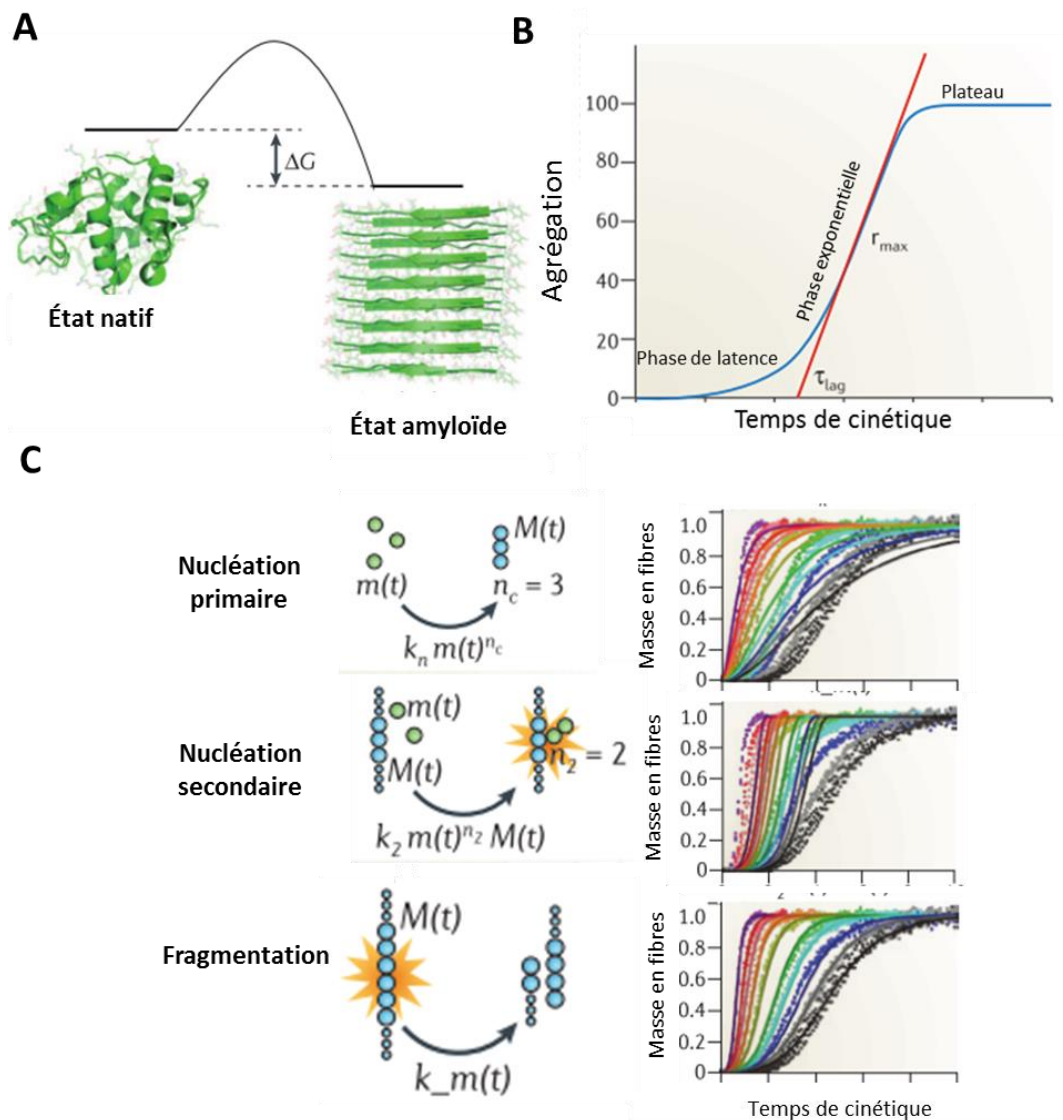 A
ΔG
État natif
État amyloïde
B
Agrégation
100
80
60
40
20
0
Phase de latence
Phase exponentielle
Plateau
r_max
τ_lag
Temps de cinétique
C
Nucléation
primaire
m(t)
M(t)
n_c = 3
k_n m(t)^n_c
Masse en fibres
1.0
0.8
0.6
0.4
0.2
0
Nucléation
secondaire
m(t)
M(t)
n_2 = 2
k_2 m(t)^n_2 M(t)
Masse en fibres
1.0
0.8
0.6
0.4
0.2
0
Fragmentation
M(t)
k_m(t)
Masse en fibres
1.0
0.8
0.6
0.4
0.2
0
Temps de cinétique